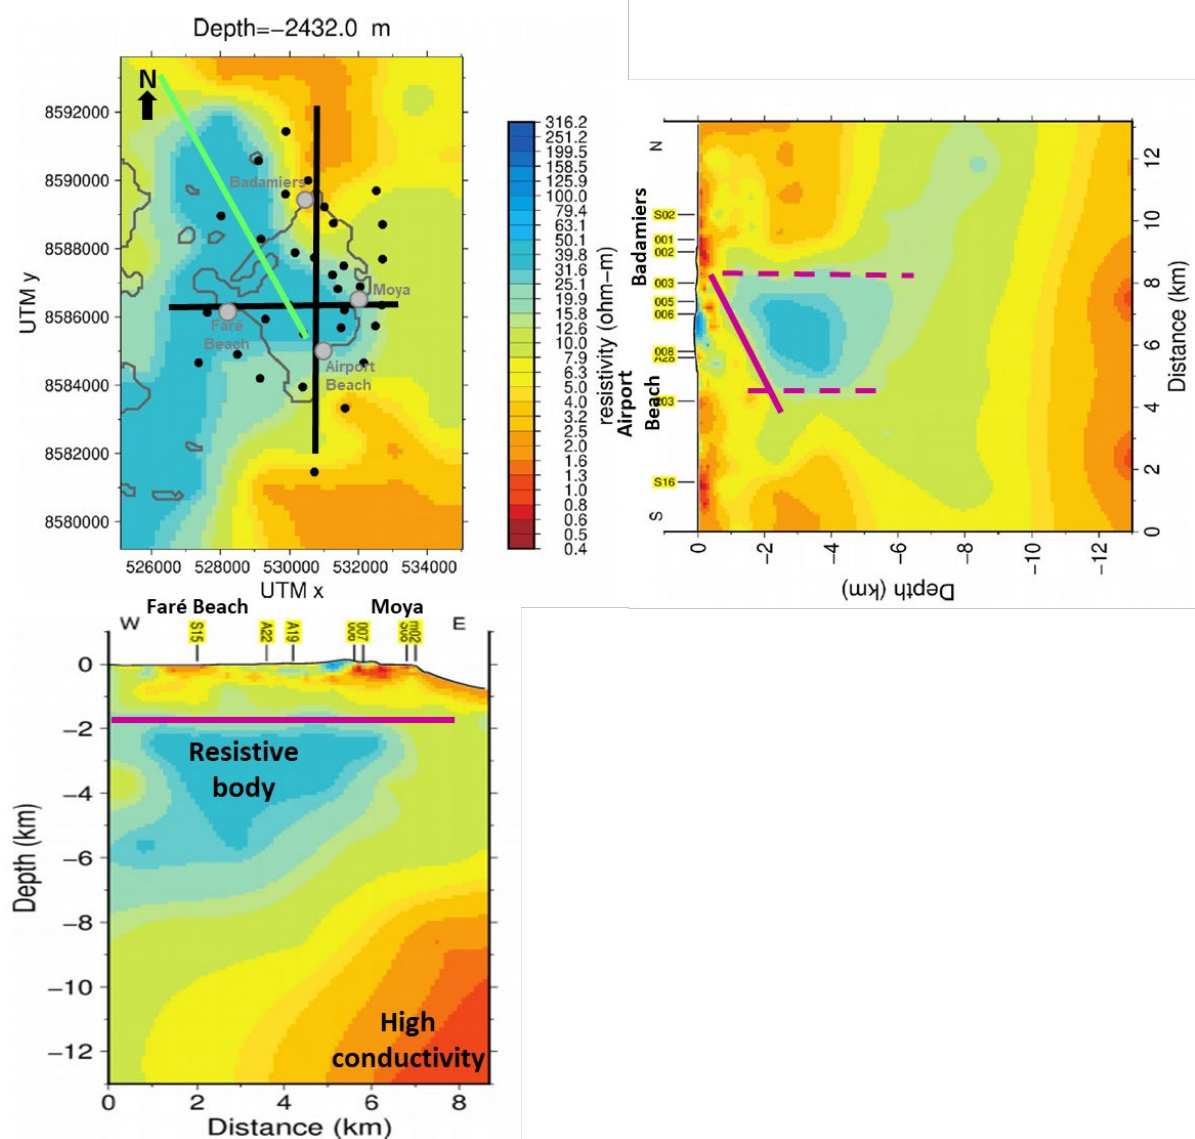 Depth=−2432.0 m
N
8592000
8590000
8588000
8586000
8584000
8582000
8580000
UTM y
526000 528000 530000 532000 534000
UTM x
Badamiers
Moya
Faré
Beach
Airport
Beach
316.2
251.2
199.5
158.5
125.9
100.0
79.4
63.1
50.1
39.8
31.6
25.1
19.9
15.8
12.6
10.0
7.9
6.3
5.0
4.0
3.2
2.5
2.0
1.6
1.3
1.0
0.8
0.6
0.5
0.4
resistivity (ohm−m)
N
Badamiers
Airport
Beach
S
S02
001
002
003
005
006
008
S16
0 −2 −4 −6 −8 −10 −12
Depth (km)
12
10
8
6
4
2
0
Distance (km)
Faré Beach Moya
W E
S15 A22 A19 007 m02
0
−2
−4
−6
−8
−10
−12
Depth (km)
Resistive
body
High
conductivity
0 2 4 6 8
Distance (km)